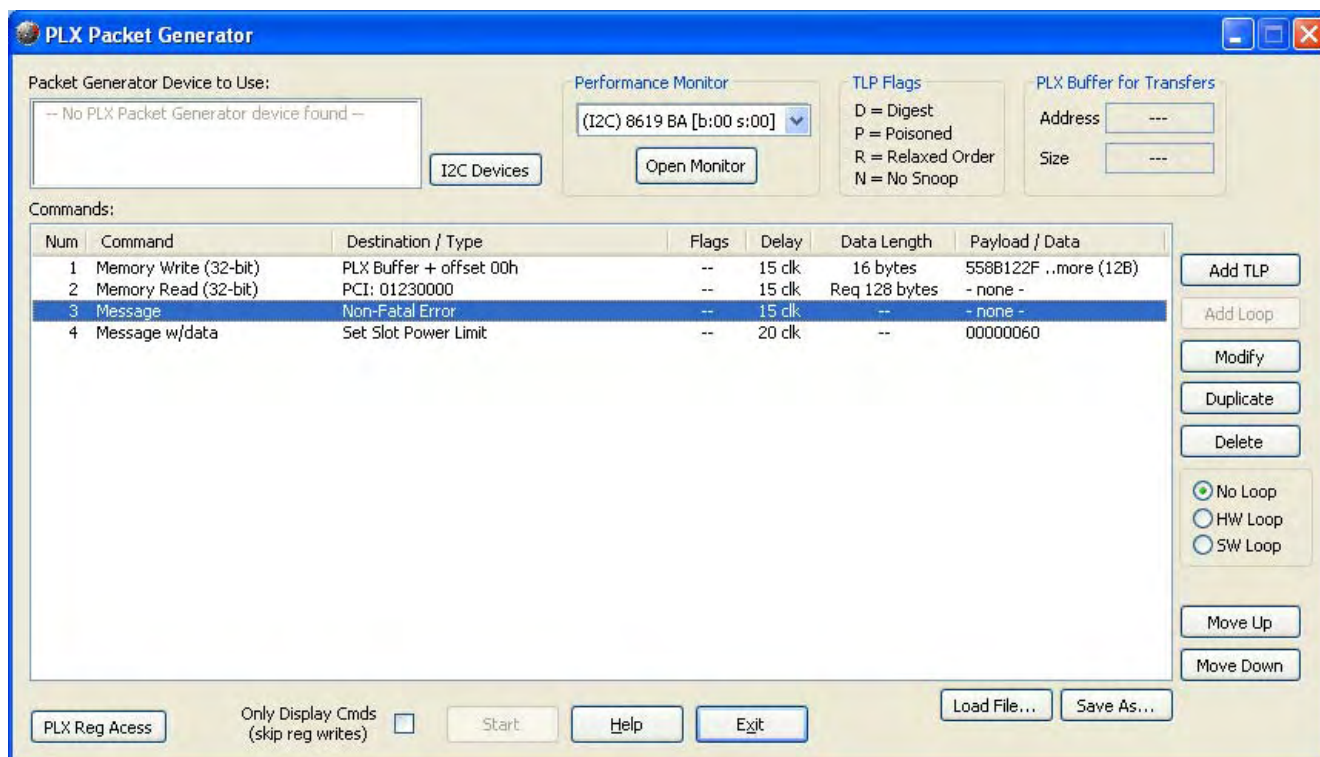 PLX Packet Generator
Packet Generator Device to Use:
-- No PLX Packet Generator device found --
I2C Devices
Performance Monitor
(I2C) 8619 BA [b:00 s:00]
Open Monitor
TLP Flags
D = Digest
P = Poisoned
R = Relaxed Order
N = No Snoop
PLX Buffer for Transfers
Address ---
Size ---
Commands:
Num Command Destination / Type Flags Delay Data Length Payload / Data
1 Memory Write (32-bit) PLX Buffer + offset 00h -- 15 clk 16 bytes 558B122F ..more (12B)
2 Memory Read (32-bit) PCI: 01230000 -- 15 clk Req 128 bytes - none -
3 Message Non-Fatal Error -- 15 clk -- - none -
4 Message w/data Set Slot Power Limit -- 20 clk -- 00000060
Add TLP
Add Loop
Modify
Duplicate
Delete
No Loop
HW Loop
SW Loop
Move Up
Move Down
Load File... Save As...
PLX Reg Acess
Only Display Cmds
(skip reg writes)
Start
Help
Exit